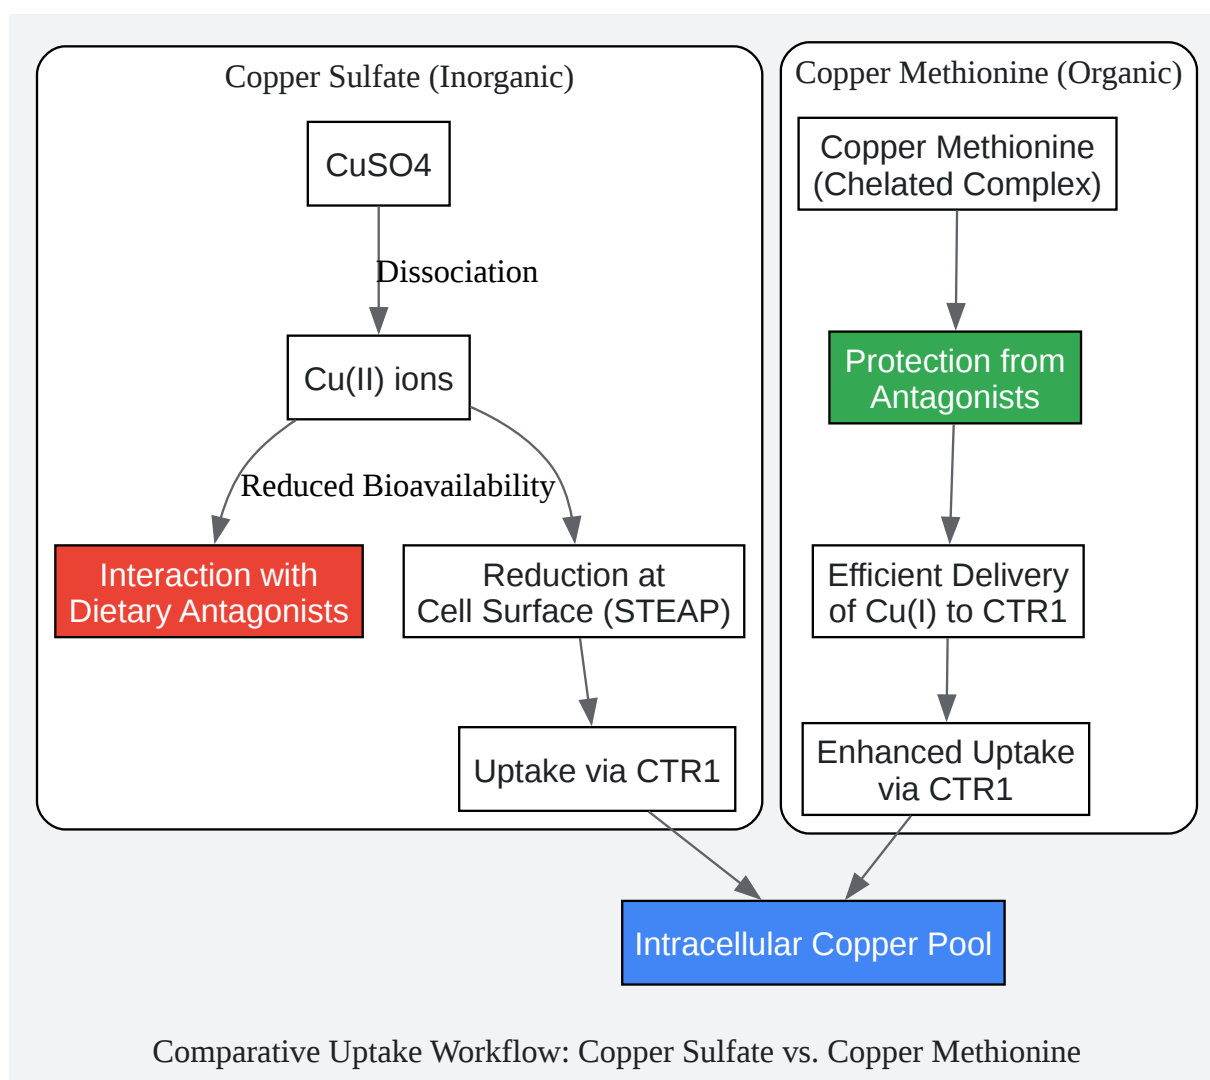 Copper Sulfate (Inorganic)
CuSO4
Dissociation
Cu(II) ions
Reduced Bioavailability
Interaction with
Dietary Antagonists
Reduction at
Cell Surface (STEAP)
Uptake via CTR1
Copper Methionine (Organic)
Copper Methionine
(Chelated Complex)
Protection from
Antagonists
Efficient Delivery
of Cu(I) to CTR1
Enhanced Uptake
via CTR1
Intracellular Copper Pool
Comparative Uptake Workflow: Copper Sulfate vs. Copper Methionine